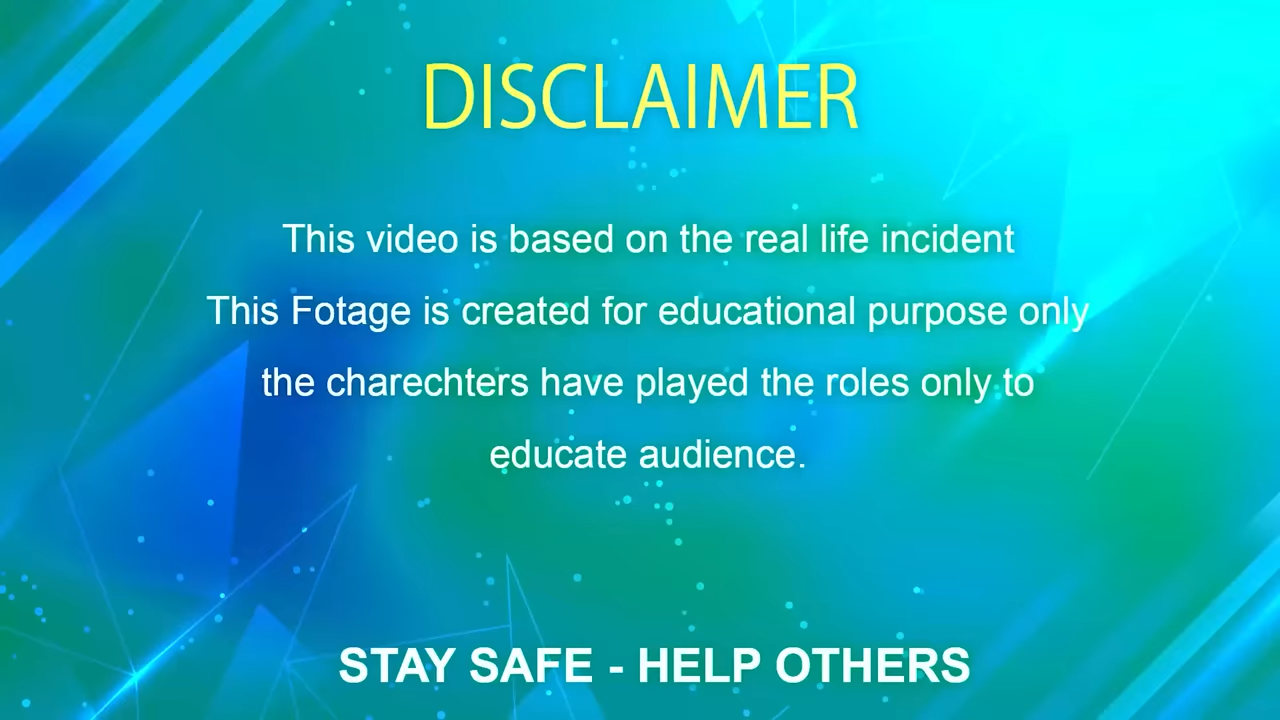 DISCLAIMER
This video is based on the real life incident
This Fotage is created for educational purpose only
the charechters have played the roles only to
educate audience.
STAY SAFE - HELP OTHERS